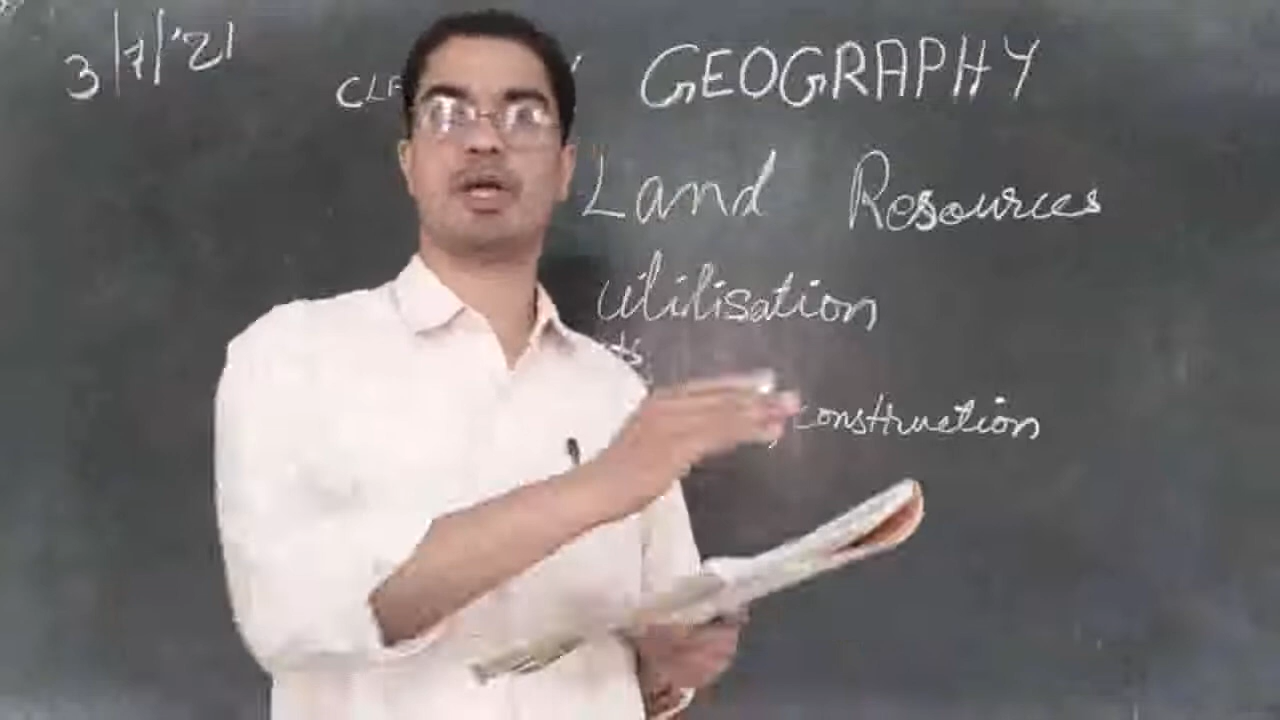 3/7/'21
GEOGRAPHY
Land Resources
Utilisation
construction